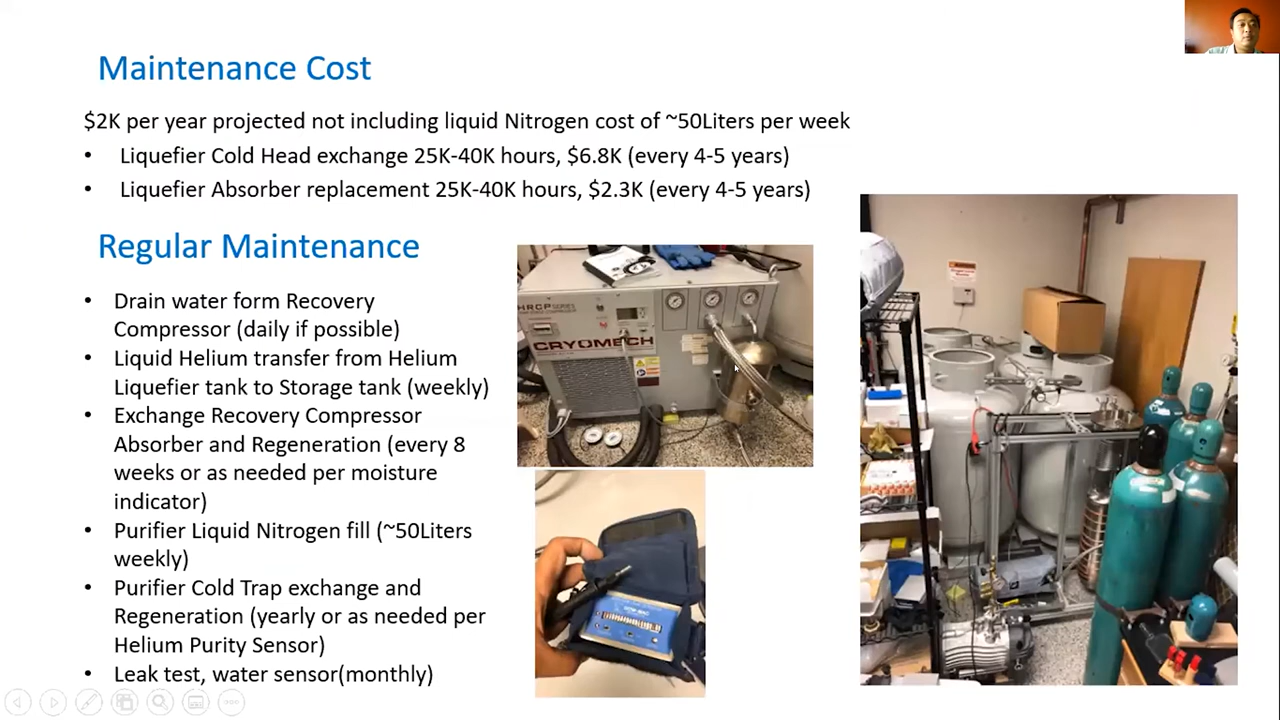 Maintenance Cost
$2K per year projected not including liquid Nitrogen cost of ~50Liters per week
• Liquefier Cold Head exchange 25K-40K hours, $6.8K (every 4-5 years)
• Liquefier Absorber replacement 25K-40K hours, $2.3K (every 4-5 years)
Regular Maintenance
• Drain water form Recovery
Compressor (daily if possible)
• Liquid Helium transfer from Helium
Liquefier tank to Storage tank (weekly)
• Exchange Recovery Compressor
Absorber and Regeneration (every 8
weeks or as needed per moisture
indicator)
• Purifier Liquid Nitrogen fill (~50Liters
weekly)
• Purifier Cold Trap exchange and
Regeneration (yearly or as needed per
Helium Purity Sensor)
• Leak test, water sensor(monthly)
HRCP SERIES
CRYOMECH